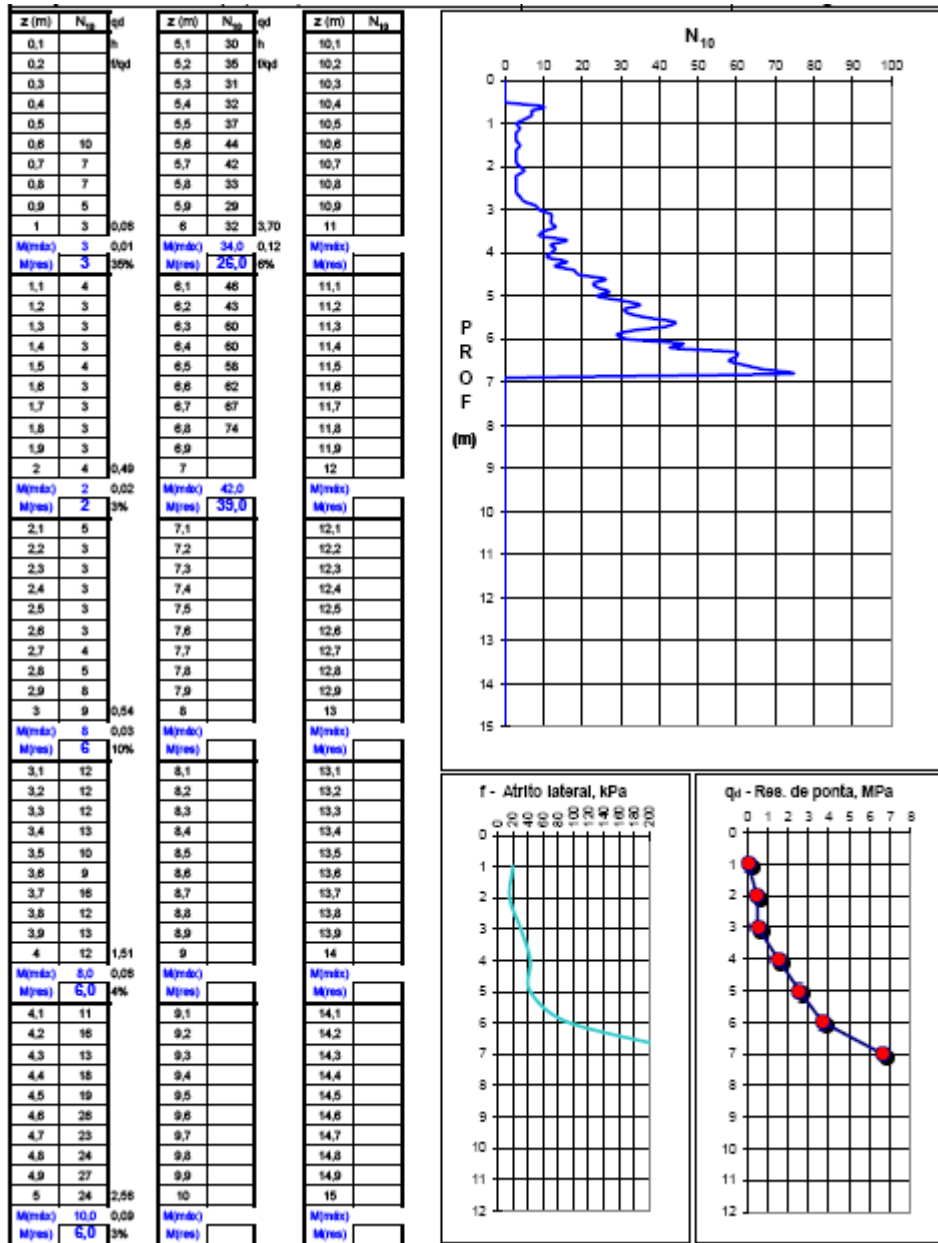 z (m) N10 qd z (m) N10 qd z (m) N10
0,1 h 5,1 30 h 10,1
0,2 f/qd 5,2 35 f/qd 10,2
0,3 5,3 31 10,3
0,4 5,4 32 10,4
0,5 5,5 37 10,5
0,6 10 5,6 44 10,6
0,7 7 5,7 42 10,7
0,8 7 5,8 33 10,8
0,9 5 5,9 29 10,9
1 3 6 32 3,70 11
M(máx) 3 0,01 M(máx) 34,0 0,12 M(máx)
M(res) 3 35% M(res) 26,0 6% M(res)
1,1 4 6,1 46 11,1
1,2 3 6,2 43 11,2
1,3 3 6,3 60 11,3
1,4 3 6,4 60 11,4
1,5 4 6,5 58 11,5
1,6 3 6,6 62 11,6
1,7 3 6,7 67 11,7
1,8 3 6,8 74 11,8
1,9 3 6,9 11,9
2 4 0,49 7 12
M(máx) 2 0,02 M(máx) 42,0 M(máx)
M(res) 2 3% M(res) 39,0 M(res)
2,1 5 7,1 12,1
2,2 3 7,2 12,2
2,3 3 7,3 12,3
2,4 3 7,4 12,4
2,5 3 7,5 12,5
2,6 3 7,6 12,6
2,7 4 7,7 12,7
2,8 5 7,8 12,8
2,9 8 7,9 12,9
3 9 0,54 8 13
M(máx) 8 0,03 M(máx) M(máx)
M(res) 6 10% M(res) M(res)
3,1 12 8,1 13,1
3,2 12 8,2 13,2
3,3 12 8,3 13,3
3,4 13 8,4 13,4
3,5 10 8,5 13,5
3,6 9 8,6 13,6
3,7 16 8,7 13,7
3,8 12 8,8 13,8
3,9 13 8,9 13,9
4 12 1,51 9 14
M(máx) 8,0 M(máx) M(máx)
M(res) 6,0 4% M(res) M(res)
4,1 11 9,1 14,1
4,2 16 9,2 14,2
4,3 13 9,3 14,3
4,4 18 9,4 14,4
4,5 19 9,5 14,5
4,6 26 9,6 14,6
4,7 23 9,7 14,7
4,8 24 9,8 14,8
4,9 27 9,9 14,9
5 24 10 15
M(máx) 10,0 0,09 M(máx) M(máx)
M(res) 6,0 3% M(res) M(res)
N10
0 10 20 30 40 50 60 70 80 90 100
0
1
2
3
4
5
6
7
8
9
10
11
12
13
14
15
P
R
O
F
(m)
f - Atrito lateral, kPa
0 20 40 60 80 100 120 140 160 180 200
0
1
2
3
4
5
6
7
8
9
10
11
12
qd - Res. de ponta, MPa
0 1 2 3 4 5 6 7 8
0
1
2
3
4
5
6
7
8
9
10
11
12